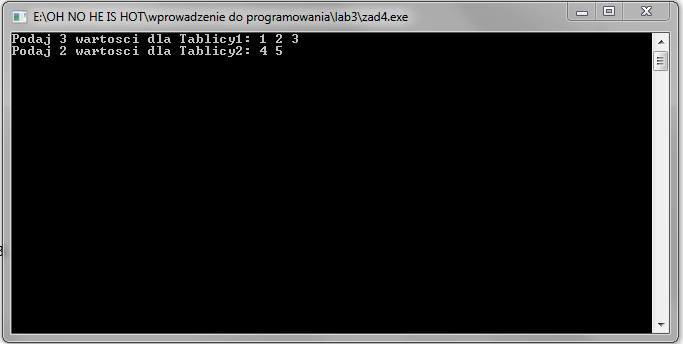 E:\OH NO HE IS HOT\wprowadzenie do programowania\lab3\zad4.exe
Podaj 3 wartosci dla Tablicy1: 1 2 3
Podaj 2 wartosci dla Tablicy2: 4 5